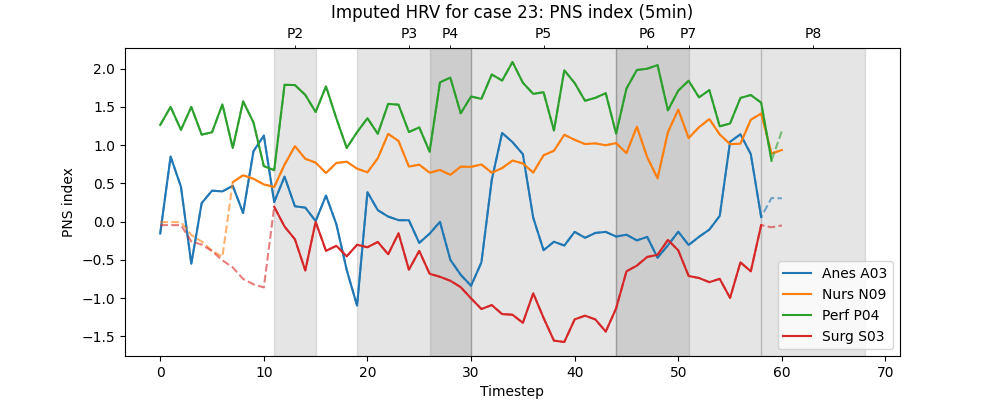 Imputed HRV for case 23: PNS index (5min)
P2 P3 P4 P5 P6 P7 P8
PNS index
2.0
1.5
1.0
0.5
0.0
−0.5
−1.0
−1.5
Anes A03
Nurs N09
Perf P04
Surg S03
0 10 20 30 40 50 60 70
Timestep